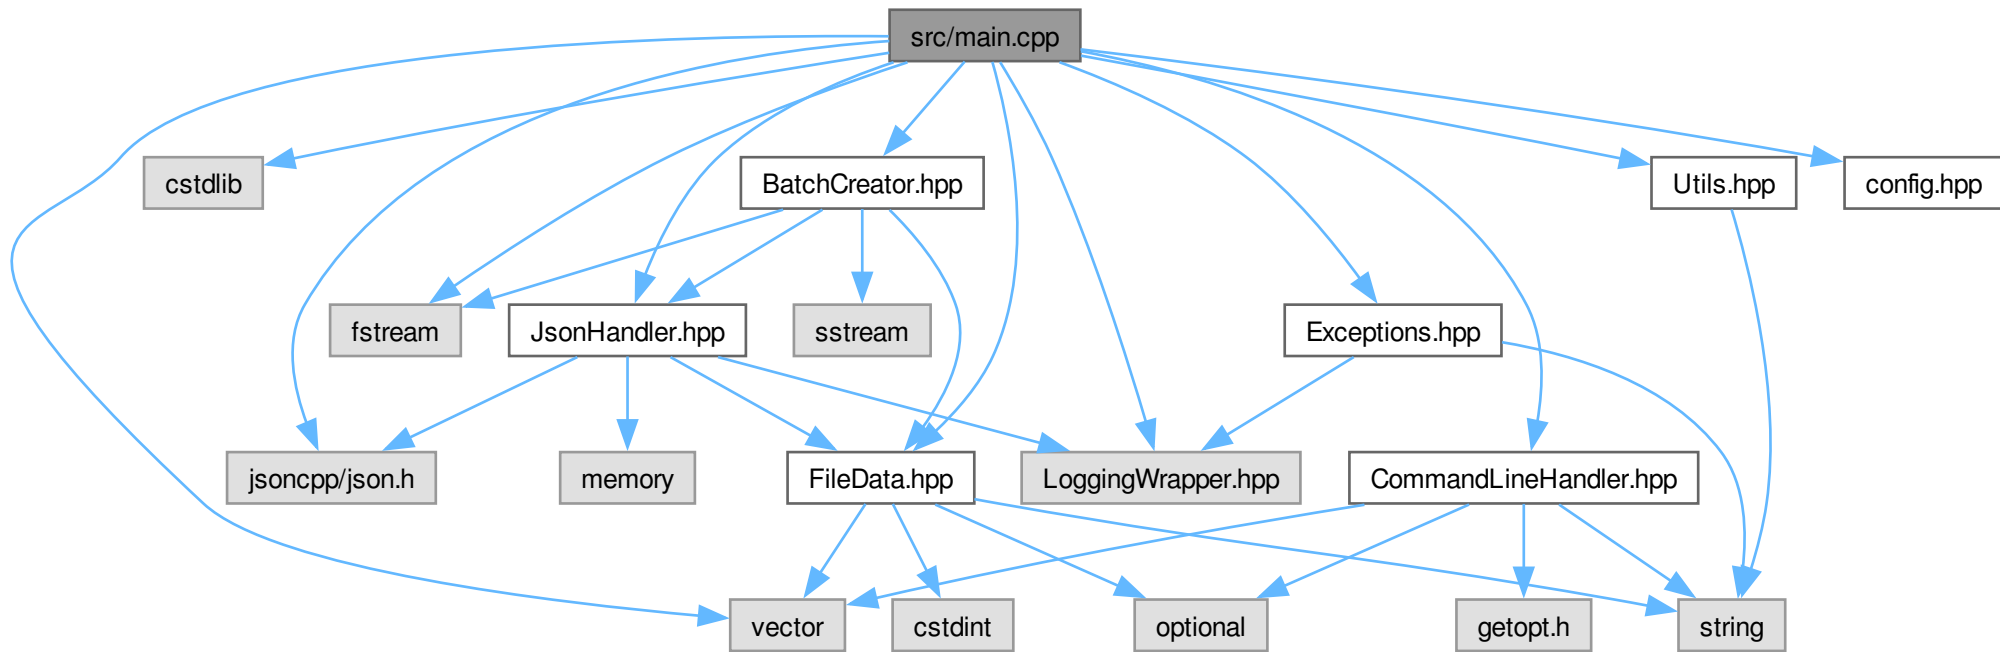 src/main.cpp
cstdlib
BatchCreator.hpp
Utils.hpp
config.hpp
fstream
JsonHandler.hpp
sstream
Exceptions.hpp
jsoncpp/json.h
memory
FileData.hpp
LoggingWrapper.hpp
CommandLineHandler.hpp
vector
cstdint
optional
getopt.h
string